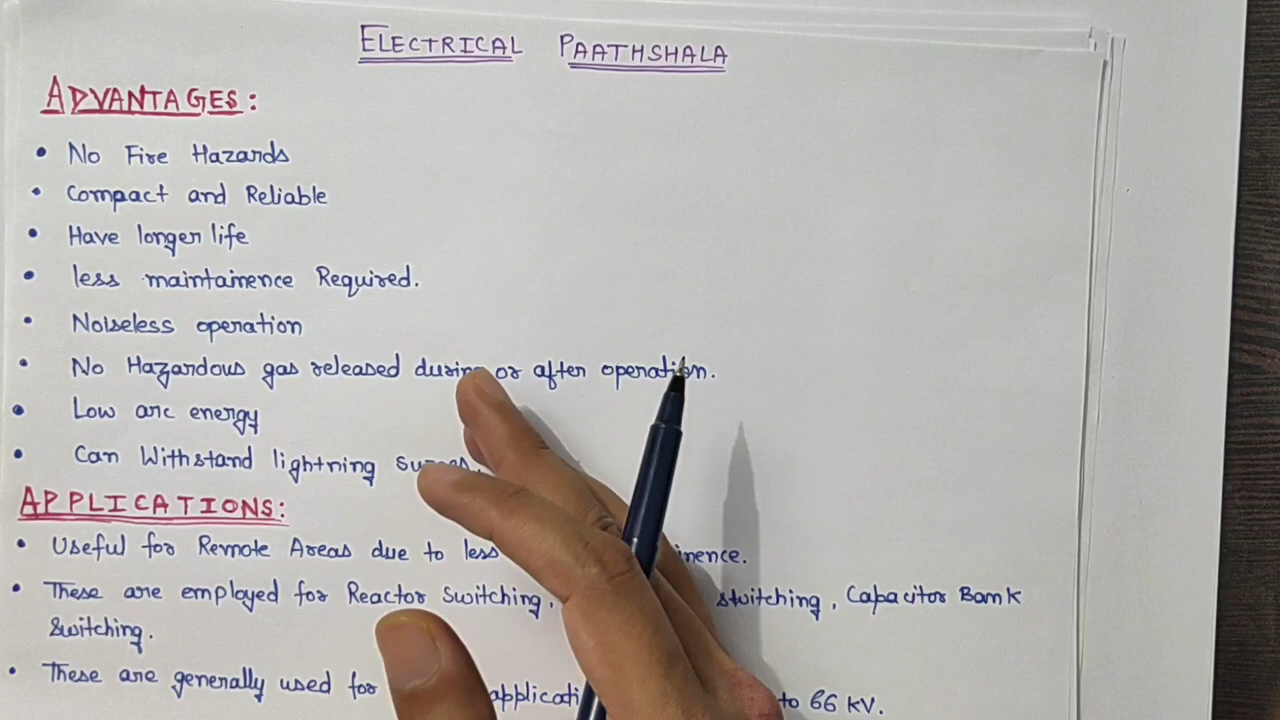 ELECTRICAL PAATHSHALA
ADVANTAGES:
• No Fire Hazards
• Compact and Reliable
• Have longer life
• less maintainence Required.
• Noiseless operation
• No Hazardous gas released during or after operation.
• Low arc energy
• Can Withstand lightning
APPLICATIONS:
• Useful for Remote Areas due to less
• These are employed for Reactor Switching, switching, Capacitor Bank
Switching.
• These are generally used for to 66 KV.